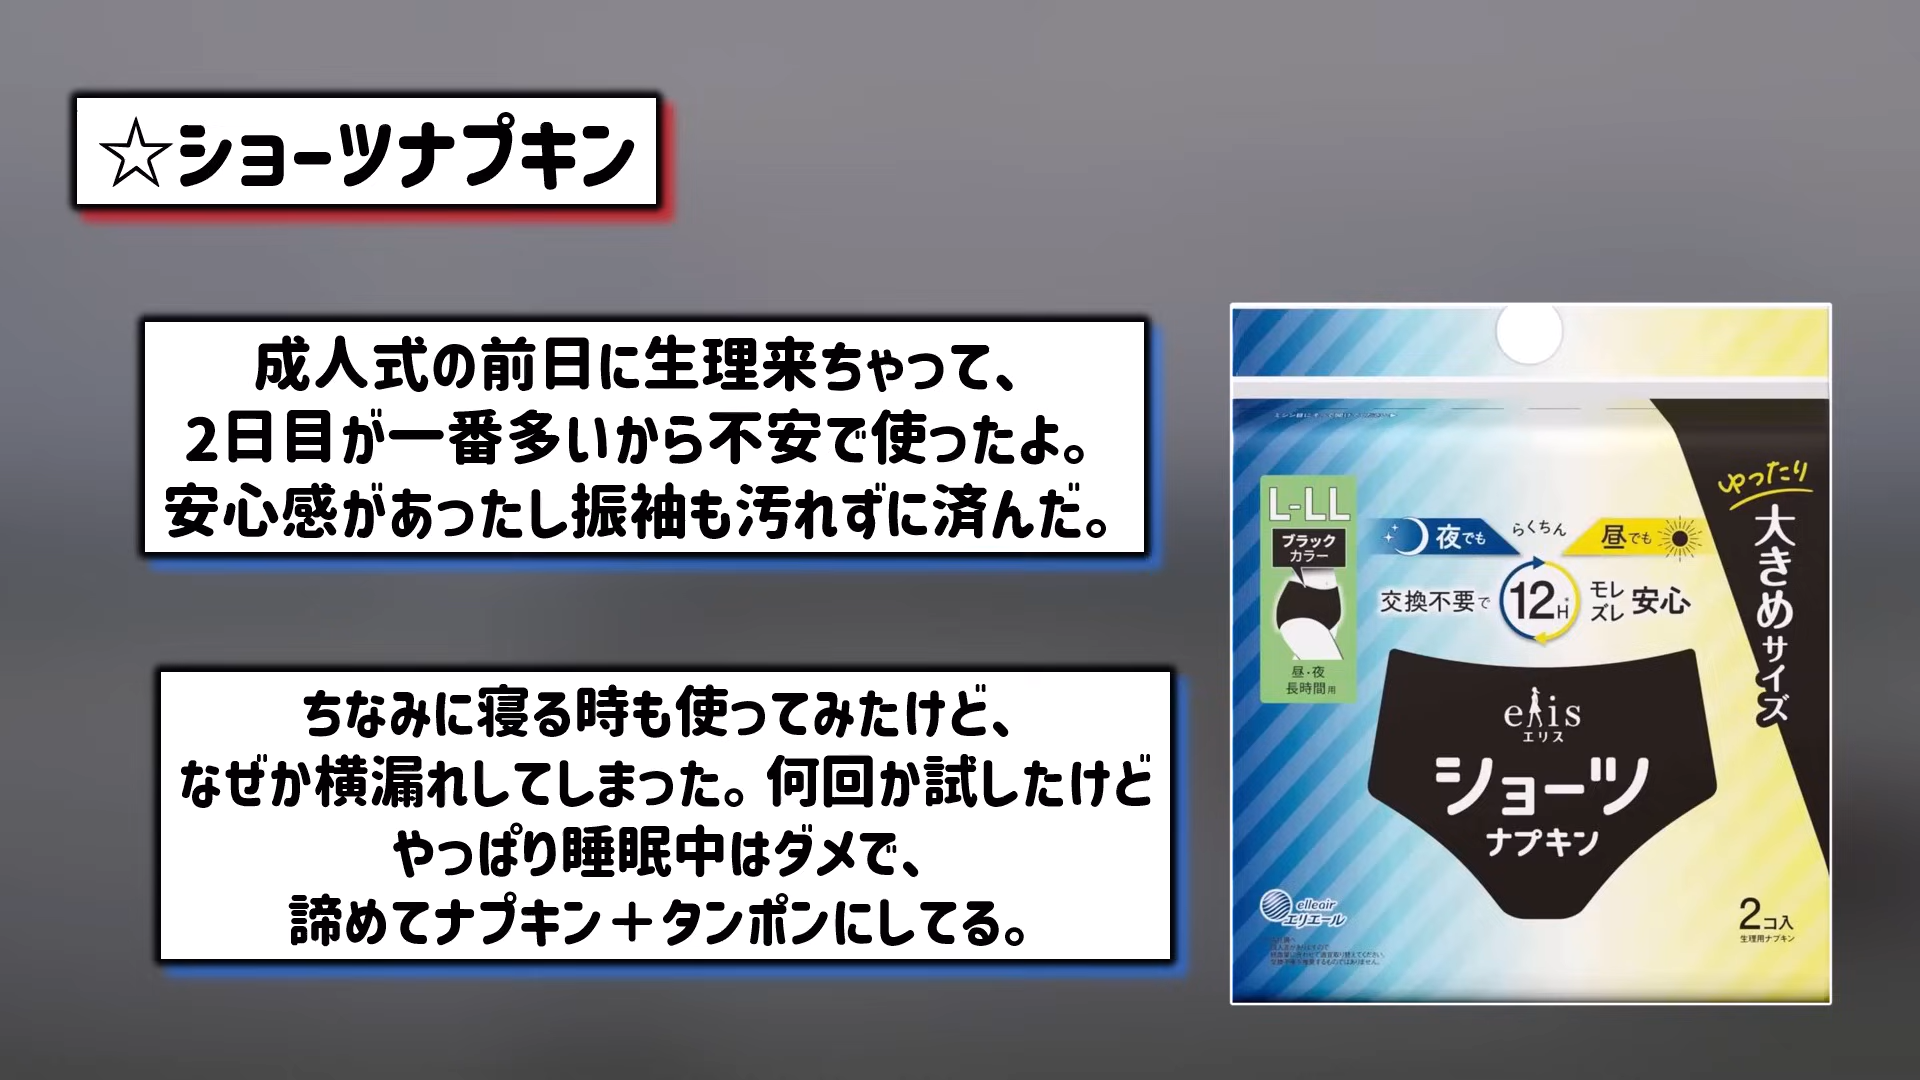 ☆ショーツナプキン
成人式の前日に生理来ちゃって、
2日目が一番多いから不安で使ったよ。
安心感があったし振袖も汚れずに済んだ。
ちなみに寝る時も使ってみたけど、
なぜか横漏れしてしまった。何回か試したけど
やっぱり睡眠中はダメで、
諦めてナプキン＋タンポンにしてる。
ゆったり
大きめサイズ
L-LL
ブラック
カラー
昼・夜
長時間用
夜でも
らくちん
昼でも
交換不要で
12H
モレ
ズレ
安心
elis
エリス
ショーツ
ナプキン
elleair
エリエール
2コ入
生理用ナプキン